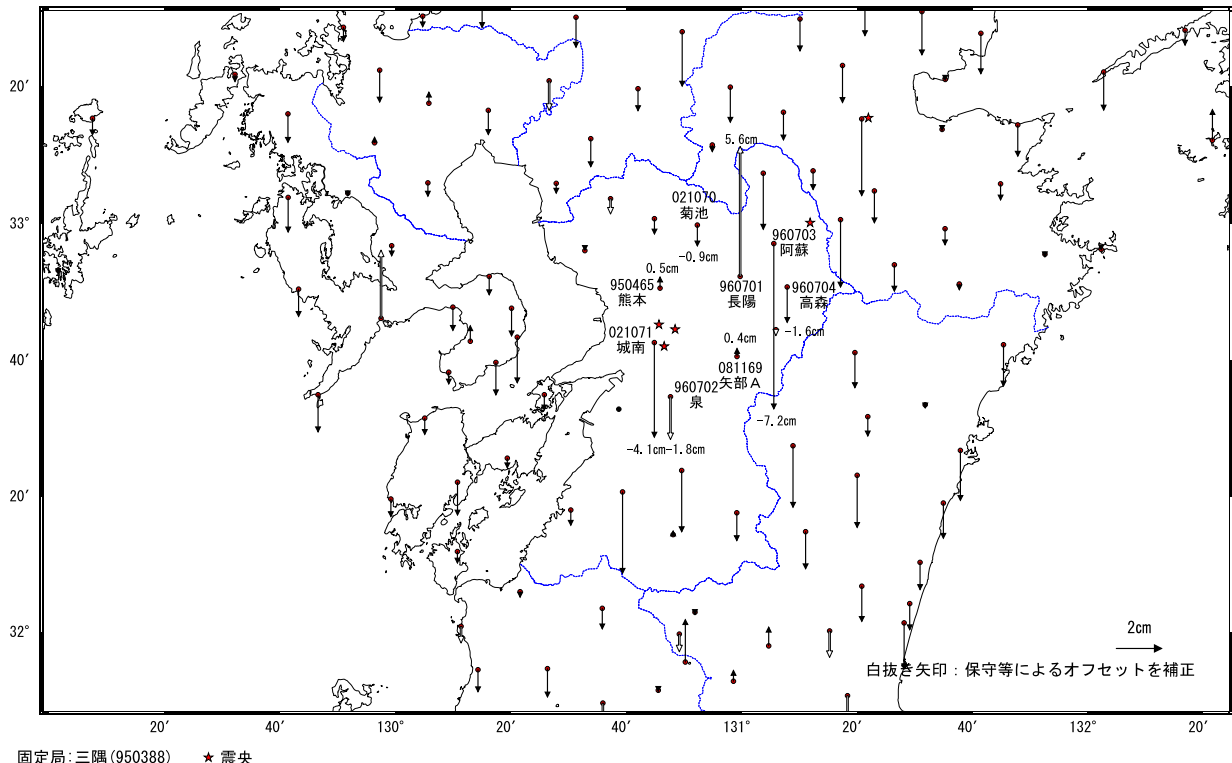 20′
5.6cm
021070
菊池
33°
960703
阿蘇
-0.9cm
0.5cm
950465
熊本
960701
長陽
960704
高森
-1.6cm
021071
城南
0.4cm
40′
081169
矢部A
960702
泉
-7.2cm
-4.1cm
-1.8cm
20′
32°
2cm
白抜き矢印：保守等によるオフセットを補正
20′
40′
130°
20′
40′
131°
20′
40′
132°
20′
固定局:三隅(950388)
★ 震央